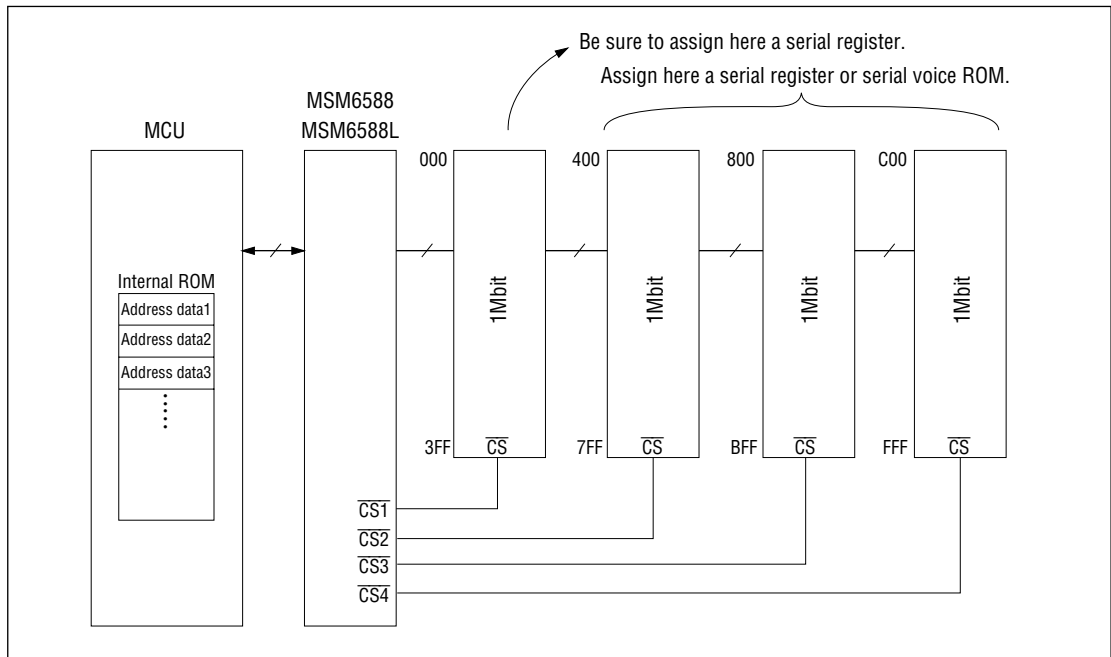 Be sure to assign here a serial register.
Assign here a serial register or serial voice ROM.
MSM6588
MSM6588L
MCU
000
400
800
C00
Internal ROM
Address data1
Address data2
Address data3
1Mbit
1Mbit
1Mbit
1Mbit
3FF
CS
7FF
CS
BFF
CS
FFF
CS
CS1
CS2
CS3
CS4